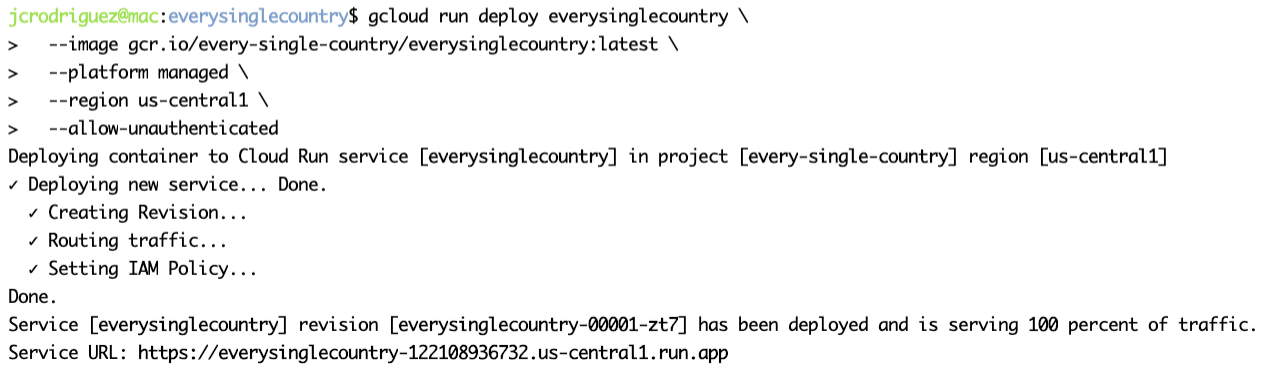 jcrodriguez@mac:everysinglecountry$ gcloud run deploy everysinglecountry \
>   --image gcr.io/every-single-country/everysinglecountry:latest \
>   --platform managed \
>   --region us-central1 \
>   --allow-unauthenticated
Deploying container to Cloud Run service [everysinglecountry] in project [every-single-country] region [us-central1]
✓ Deploying new service... Done.
  ✓ Creating Revision...
  ✓ Routing traffic...
  ✓ Setting IAM Policy...
Done.
Service [everysinglecountry] revision [everysinglecountry-00001-zt7] has been deployed and is serving 100 percent of traffic.
Service URL: https://everysinglecountry-122108936732.us-central1.run.app